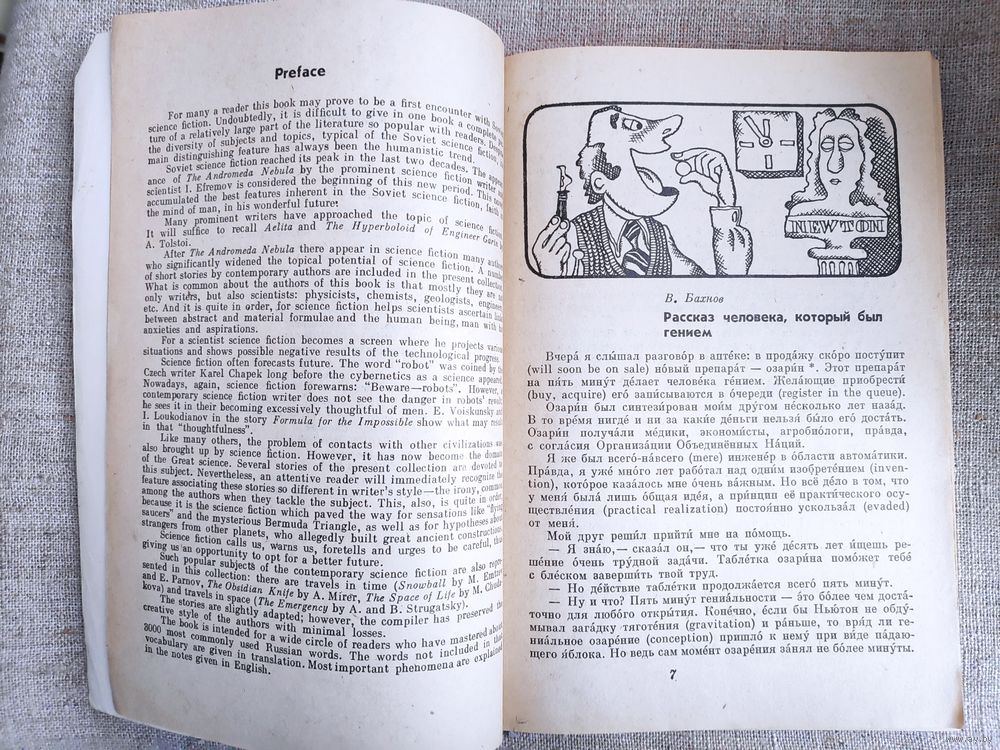 Preface
For many a reader this book may prove to be a first encounter with
science fiction. Undoubtedly, it is difficult to give in one book a complete
ture of a relatively large part of the literature so popular with readers.
the diversity of subjects and topics, typical of the Soviet science fiction,
main distinguishing feature has always been the humanistic trend.
Soviet science fiction reached its peak in the last two decades. The
ance of The Andromeda Nebula by the prominent science fiction writer
scientist I. Efremov is considered the beginning of this new period. This
accumulated the best features inherent in the Soviet science fiction, faith
the mind of man, in his wonderful future.
Many prominent writers have approached the topic of science fiction.
It will suffice to recall Aelita and The Hyperboloid of Engineer Garin
A. Tolstoi.
After The Andromeda Nebula there appear in science fiction many
who significantly widened the topical potential of science fiction. A
of short stories by contemporary authors are included in the present
What is common about the authors of this book is that mostly they are
only writers, but also scientists: physicists, chemists, geologists,
etc. And it is quite in order, for science fiction helps scientists ascertain
between abstract and material formulae and the human being, man with
anxieties and aspirations.
For a scientist science fiction becomes a screen where he projects
situations and shows possible negative results of the technological progress.
Science fiction often forecasts future. The word "robot" was coined by
Czech writer Karel Chapek long before the cybernetics as a science appeared.
Nowadays, again, science fiction forewarns: "Beware—robots". However,
contemporary science fiction writer does not see the danger in robots'
he sees it in their becoming excessively thoughtful of men. E. Voiskunsky
I. Loukodianov in the story Formula for the Impossible show what may
in that "thoughtfulness".
Like many others, the problem of contacts with other civilizations
also brought up by science fiction. However, it has now become the domain
of the Great science. Several stories of the present collection are devoted
this subject. Nevertheless, an attentive reader will immediately recognize
feature associating these stories so different in writer's style—the irony,
among the authors when they tackle the subject. This, also, is quite in order,
because it is the science fiction which paved the way for sensations like
saucers" and the mysterious Bermuda Triangle, as well as for hypotheses about
strangers from other planets, who allegedly built great ancient constructions.
Science fiction calls us, warns us, foretells and urges to be careful, thus
giving us an opportunity to opt for a better future.
Such popular subjects of the contemporary science fiction are also
sented in this collection: there are travels in time (Snowball by M. Emtsev
and E. Parnov, The Obsidian Knife by A. Mirer, The Space of Life by M.
kova) and travels in space (The Emergency by A. and B. Strugatsky).
The stories are slightly adapted; however, the compiler has preserved the
creative style of the authors with minimal losses.
The book is intended for a wide circle of readers who have mastered about
3000 most commonly used Russian words. The words not included in this
vocabulary are given in translation. Most important phenomena are explained
in the notes given in English.
NEWTON
В. Бахнов
Рассказ человека, который был
гением
Вчера́ я слы́шал разгово́р в апте́ке: в прода́жу ско́ро посту́пит
(will soon be on sale) но́вый препара́т — озари́н *. Э́тот препара́т
на пять мину́т де́лает челове́ка ге́нием. Жела́ющие приобрести́
(buy, acquire) его́ запи́сываются в о́череди (register in the queue).
Озари́н был синтези́рован мои́м дру́гом не́сколько лет наза́д.
В то вре́мя нигде́ и ни за каки́е де́ньги нельзя́ бы́ло его́ доста́ть.
Озари́н получа́ли ме́дики, экономи́сты, агробио́логи, пра́вда,
с согла́сия Организа́ции Объединённых На́ций.
Я же был всего́-на́всего (mere) инжене́р в о́бласти автома́тики.
Пра́вда, я уже́ мно́го лет рабо́тал над одни́м изобрете́нием (inven-
tion), кото́рое каза́лось мне о́чень ва́жным. Но всё де́ло в том, что
у меня́ была́ лишь о́бщая иде́я, а при́нцип её практи́ческого осу-
ществле́ния (practical realization) постоя́нно ускольза́л (evaded)
от меня́.
Мой друг реши́л прийти́ мне на по́мощь.
— Я зна́ю,— сказа́л он,— что ты уже́ де́сять лет и́щешь ре-
ше́ние о́чень тру́дной зада́чи. Табле́тка озари́на помо́жет тебе́
с бле́ском заверши́ть твой труд.
— Но де́йствие табле́тки продолжа́ется всего́ пять мину́т.
— Ну и что? Пять мину́т гениа́льности — э́то бо́лее чем доста́-
точно для любо́го откры́тия. Коне́чно, е́сли бы Нью́тон не обду́-
мывал зага́дку тяготе́ния (gravitation) и ра́ньше, то вряд ли ге-
ниа́льное озаре́ние (conception) пришло́ к нему́ при ви́де па́даю-
щего я́блока. Но ведь сам моме́нт озаре́ния за́нял не бо́лее мину́ты.
7